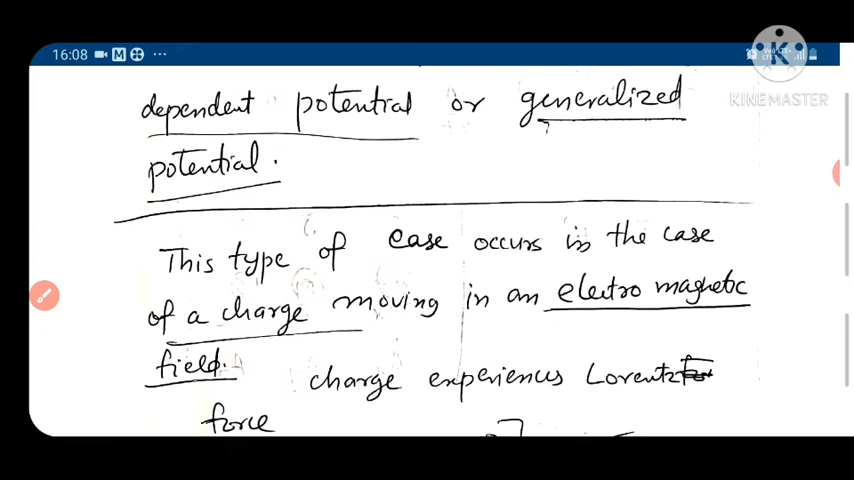 16:08 M ...
KINEMASTER
dependent potential or generalized
potential.
This type of case occurs in the case
of a charge moving in an electro magnetic
field. charge experiences Lorentz
force